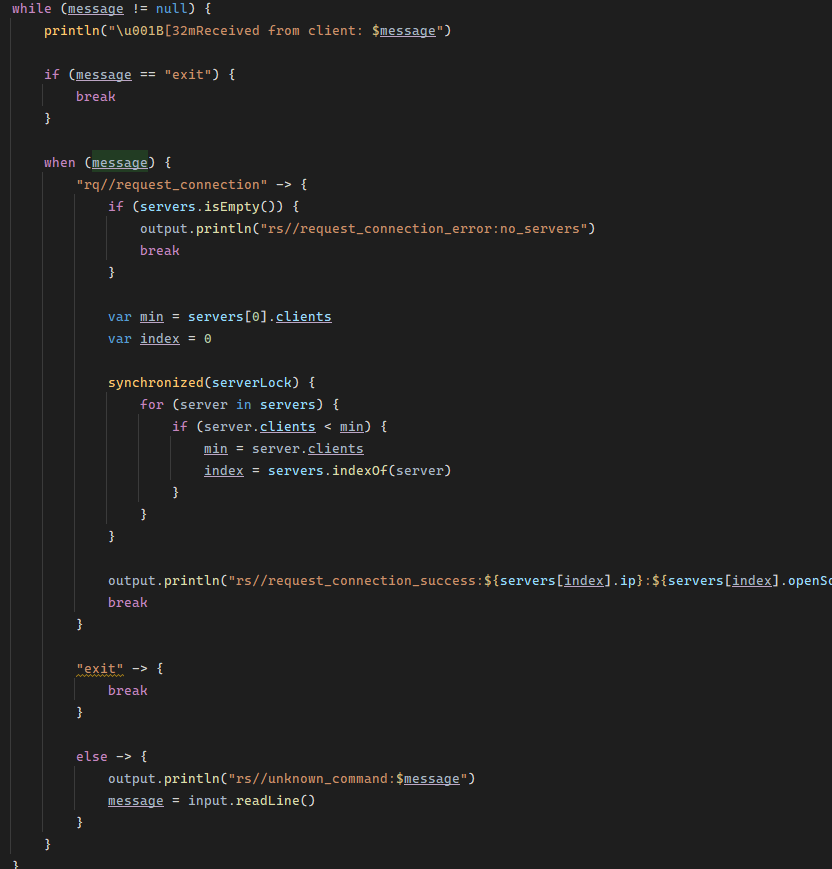 while (message != null) {
println("\u001B[32mReceived from client: $message")
if (message == "exit") {
break
}
when (message) {
"rq//request_connection" -> {
if (servers.isEmpty()) {
output.println("rs//request_connection_error:no_servers")
break
}
var min = servers[0].clients
var index = 0
synchronized(serverLock) {
for (server in servers) {
if (server.clients < min) {
min = server.clients
index = servers.indexOf(server)
}
}
}
output.println("rs//request_connection_success:${servers[index].ip}:${servers[index].openSo
break
}
"exit" -> {
break
}
else -> {
output.println("rs//unknown_command:$message")
message = input.readLine()
}
}
}